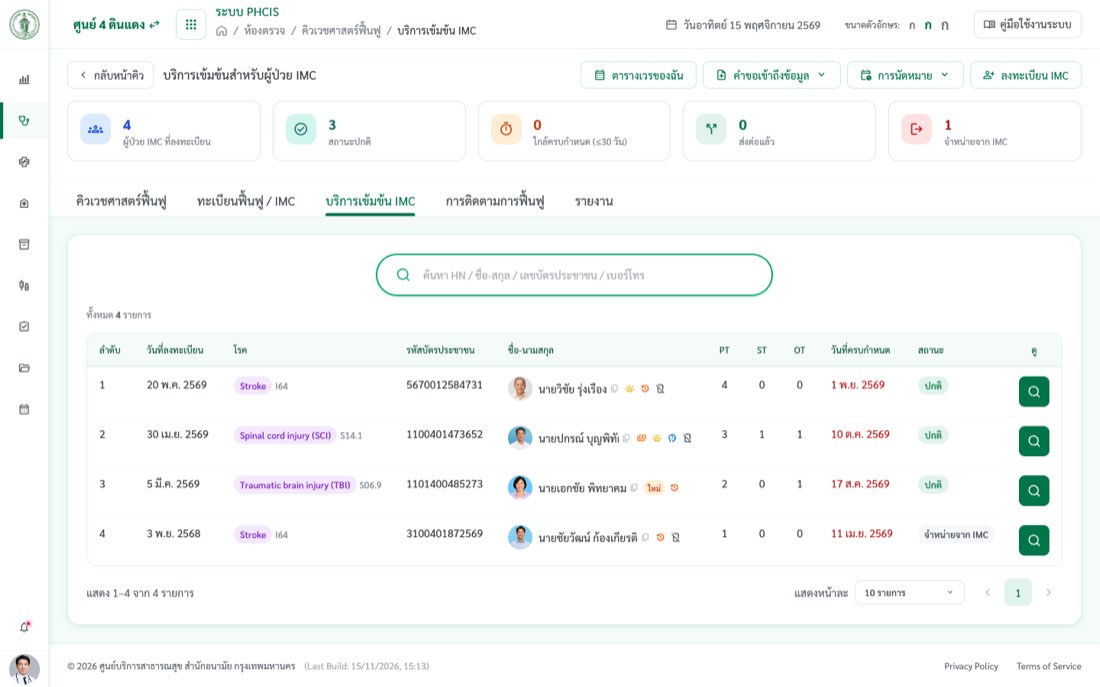 ศูนย์ 4 ดินแดง
ระบบ PHCIS
/ ห้องตรวจ / คิวเวชศาสตร์ฟื้นฟู / บริการเข้มข้น IMC
วันอาทิตย์ 15 พฤศจิกายน 2569
ขนาดตัวอักษร: ก ก ก
คู่มือใช้งานระบบ
กลับหน้าคิว
บริการเข้มข้นสำหรับผู้ป่วย IMC
ตารางเวรของฉัน
คำขอเข้าถึงข้อมูล
การนัดหมาย
ลงทะเบียน IMC
4
ผู้ป่วย IMC ที่ลงทะเบียน
3
สถานะปกติ
0
ใกล้ครบกำหนด (≤30 วัน)
0
ส่งต่อแล้ว
1
จำหน่ายจาก IMC
คิวเวชศาสตร์ฟื้นฟู ทะเบียนฟื้นฟู / IMC บริการเข้มข้น IMC การติดตามการฟื้นฟู รายงาน
ค้นหา HN / ชื่อ-สกุล / เลขบัตรประชาชน / เบอร์โทร
ทั้งหมด 4 รายการ
ลำดับ วันที่ลงทะเบียน โรค รหัสบัตรประชาชน ชื่อ-นามสกุล PT ST OT วันที่ครบกำหนด สถานะ ดู
1 20 พ.ค. 2569 Stroke I64 5670012584731 นายวิชัย รุ่งเรือง 4 0 0 1 พ.ย. 2569 ปกติ
2 30 เม.ย. 2569 Spinal cord injury (SCI) S14.1 1100401473652 นายปกรณ์ บุญพิทั 3 1 1 10 ต.ค. 2569 ปกติ
3 5 มี.ค. 2569 Traumatic brain injury (TBI) S06.9 1101400485273 นายเอกชัย พิทยาคม ใหม่ 2 0 1 17 ส.ค. 2569 ปกติ
4 3 พ.ย. 2568 Stroke I64 3100401872569 นายชัยวัฒน์ ก้องเกียรติ 1 0 0 11 เม.ย. 2569 จำหน่ายจาก IMC
แสดง 1–4 จาก 4 รายการ
แสดงหน้าละ 10 รายการ
1
© 2026 ศูนย์บริการสาธารณสุข สำนักอนามัย กรุงเทพมหานคร (Last Build: 15/11/2026, 15:13)
Privacy Policy Terms of Service